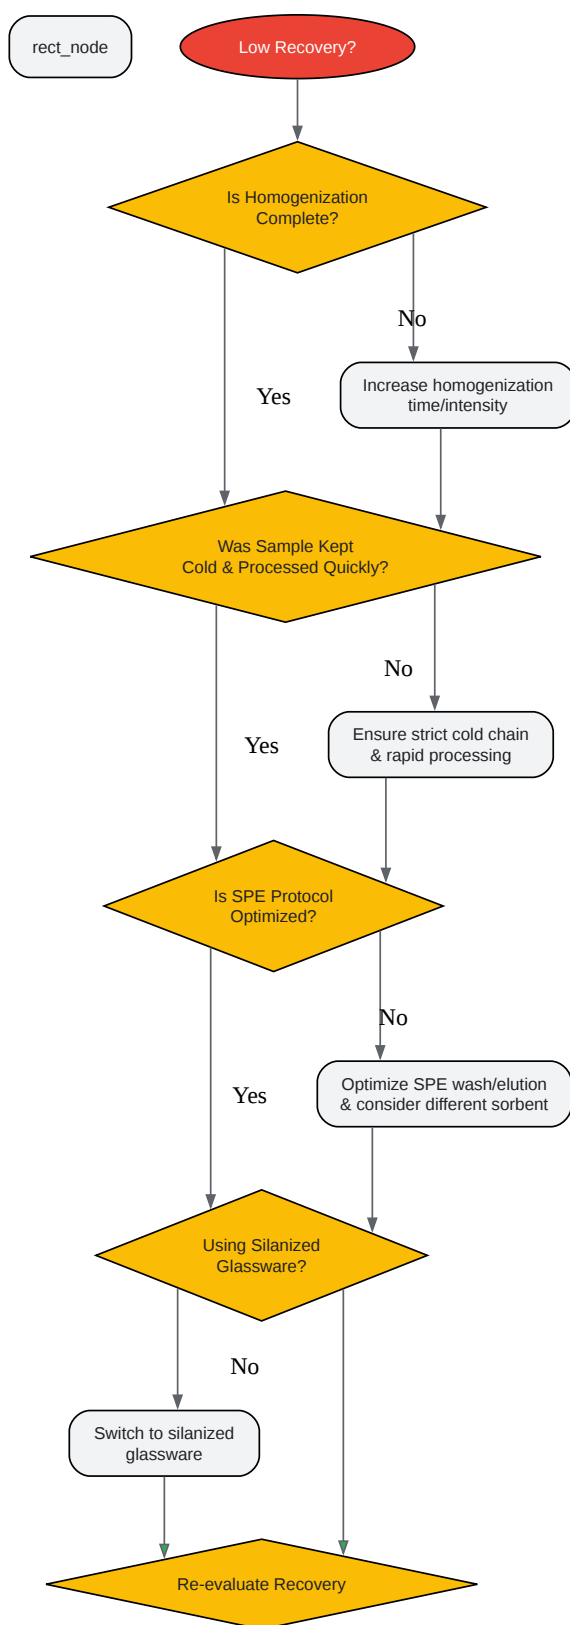 rect_node
Low Recovery?
Is Homogenization
Complete?
No
Increase homogenization
time/intensity
Yes
Was Sample Kept
Cold & Processed Quickly?
No
Ensure strict cold chain
& rapid processing
Yes
Is SPE Protocol
Optimized?
No
Optimize SPE wash/elution
& consider different sorbent
Yes
Using Silanized
Glassware?
No
Switch to silanized
glassware
Re-evaluate Recovery